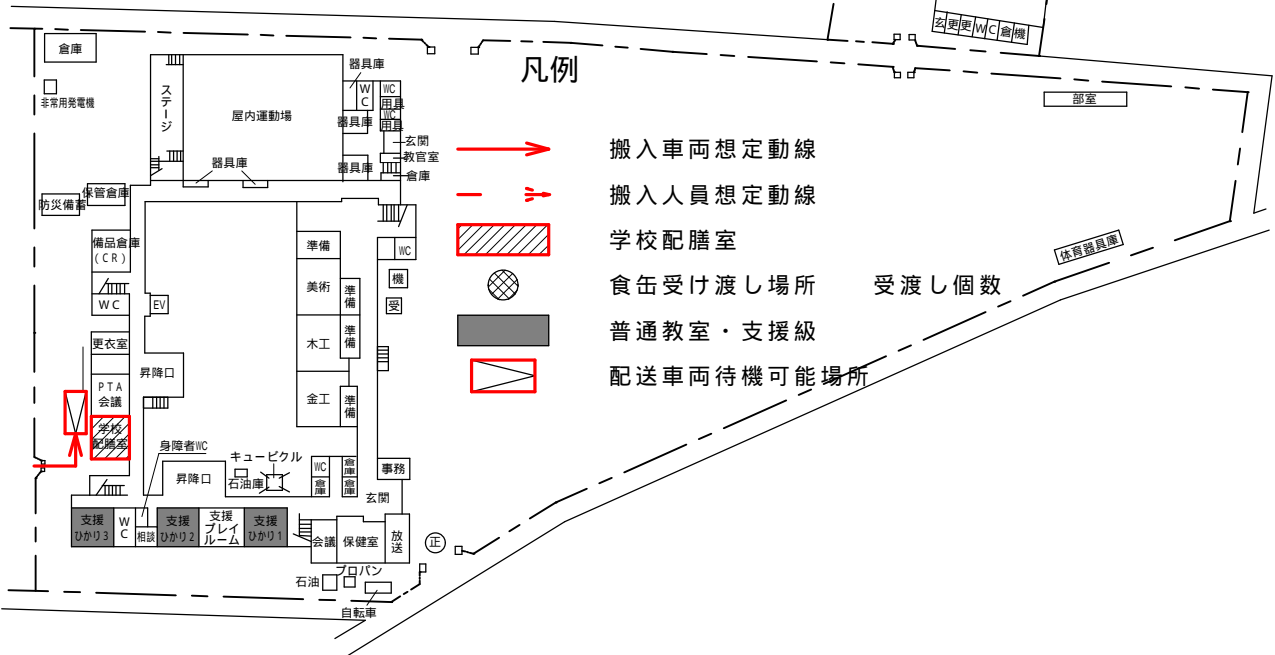 玄更更WC倉機
倉庫
凡例
器具庫
非常用発電機
部室
ステージ
屋内運動場
WC
WC
用具
WC
用具
器具庫
搬入車両想定動線
玄関
教官室
器具庫
器具庫
倉庫
搬入人員想定動線
保管倉庫
防災備蓄
学校配膳室
備品倉庫
(CR)
準備
WC
体育器具庫
機
食缶受け渡し場所 受渡し個数
美術
準備
WC
EV
受
普通教室・支援級
木工
準備
更衣室
昇降口
配送車両待機可能場所
PTA
会議
金工
準備
学校
配膳室
身障者WC
キュービクル
WC
倉庫
事務
昇降口
石油庫
倉庫
倉庫
玄関
支援
ひかり3
WC
相談
支援
ひかり2
支援
プレイ
ルーム
支援
ひかり1
会議
保健室
放送
正
プロパン
石油
自転車